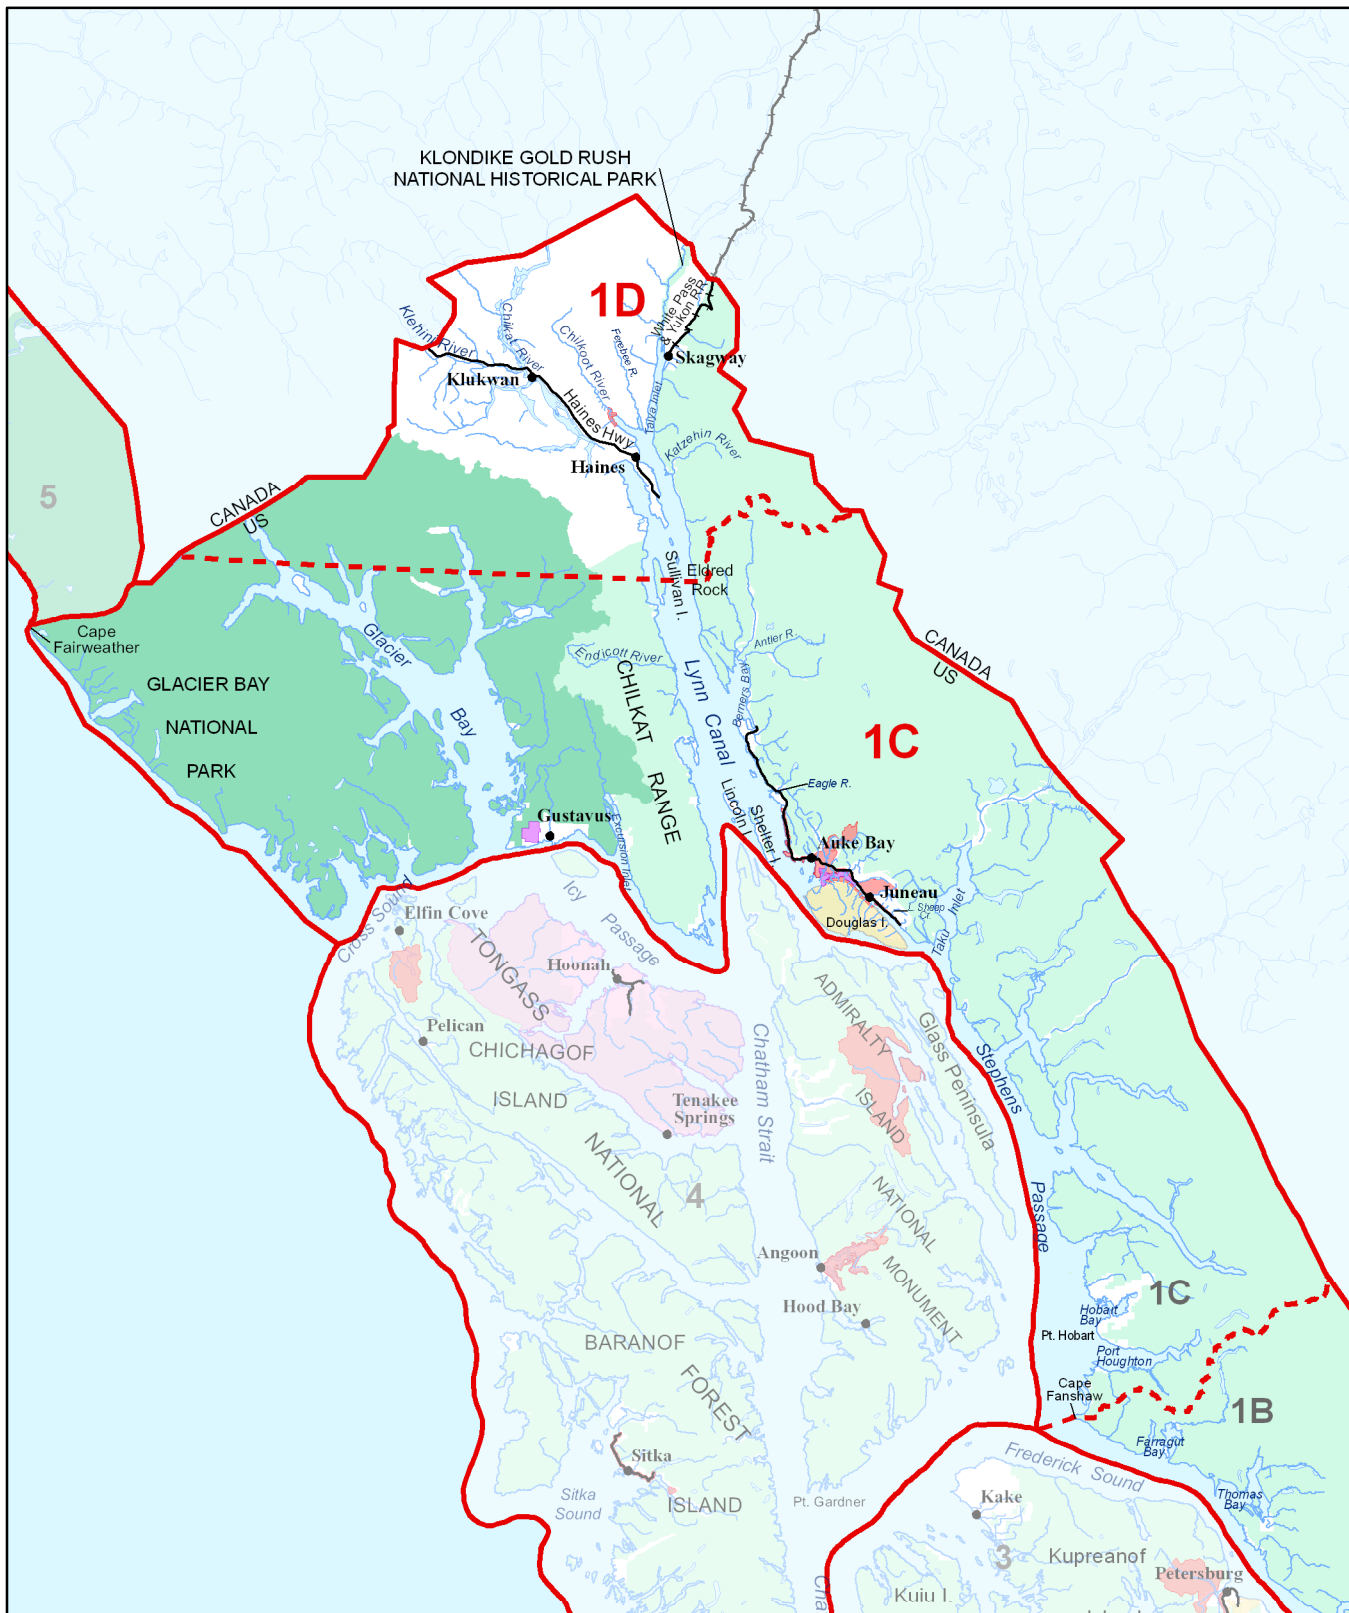 KLONDIKE GOLD RUSH
NATIONAL HISTORICAL PARK
1D
White Pass
& Yukon RR
Klehini River
Chilkat River
Chilkoot River
Ferebee R.
Skagway
Klukwan
Taiya Inlet
Haines Hwy
Katzehin River
Haines
5
CANADA
US
Sullivan I.
Eldred
Rock
Cape
Fairweather
Glacier
Bay
Endicott River
Antler R.
CANADA
US
GLACIER BAY
NATIONAL
PARK
CHILKAT RANGE
Lynn Canal
Berners Bay
1C
Eagle R.
Lincoln I.
Shelter I.
Gustavus
Excursion Inlet
Auke Bay
Juneau
Sheep
Cr.
Douglas I.
Taku Inlet
Icy Passage
Cross Sound
Elfin Cove
TONGASS
Hoonah
ADMIRALTY
ISLAND
Glass Peninsula
Pelican
CHICHAGOF
ISLAND
Chatham Strait
Stephens
Passage
Tenakee
Springs
NATIONAL
4
NATIONAL
MONUMENT
Angoon
Hood Bay
1C
Hobart
Bay
Pt. Hobart
Port
Houghton
BARANOF
FOREST
Cape
Fanshaw
1B
Farragut
Bay
Sitka
Frederick Sound
Sitka
Sound
ISLAND
Pt. Gardner
Kake
Thomas
Bay
3
Kupreanof
Petersburg
Kuiu I.
Cha